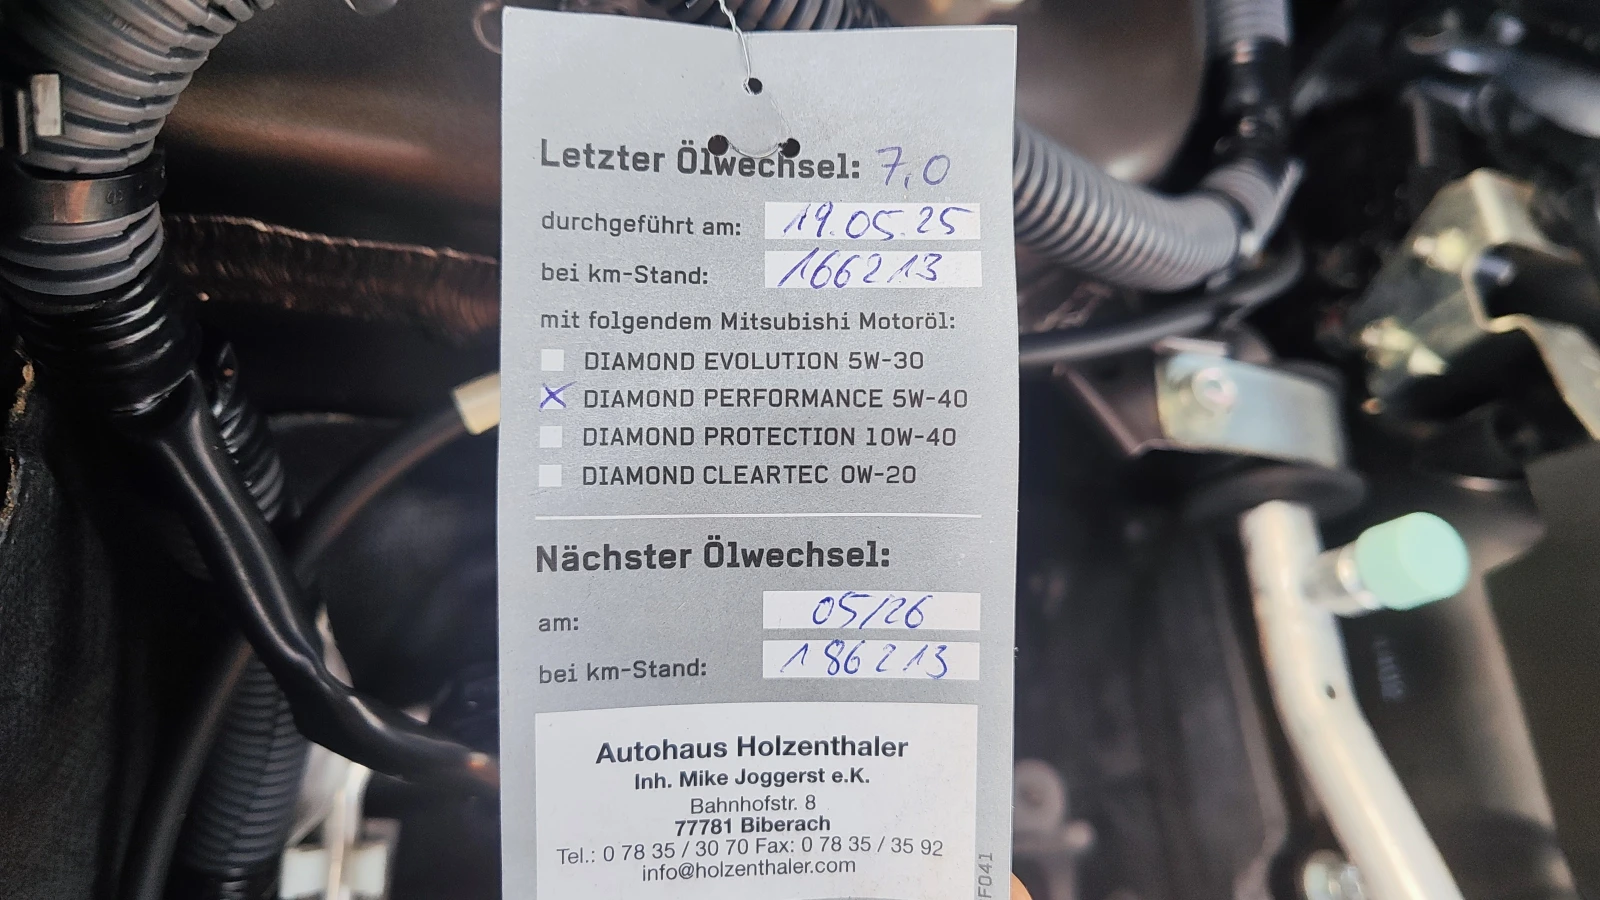 Letzter Ölwechsel: 7,0
durchgeführt am: 19.05.25
bei km-Stand: 166213
mit folgendem Mitsubishi Motoröl:
DIAMOND EVOLUTION 5W-30
X DIAMOND PERFORMANCE 5W-40
DIAMOND PROTECTION 10W-40
DIAMOND CLEARTEC 0W-20
Nächster Ölwechsel:
am: 05/26
bei km-Stand: 186213
Autohaus Holzenthaler
Inh. Mike Joggerst e.K.
Bahnhofstr. 8
77781 Biberach
Tel.: 0 78 35 / 30 70 Fax: 0 78 35 / 35 92
info@holzenthaler.com
F041